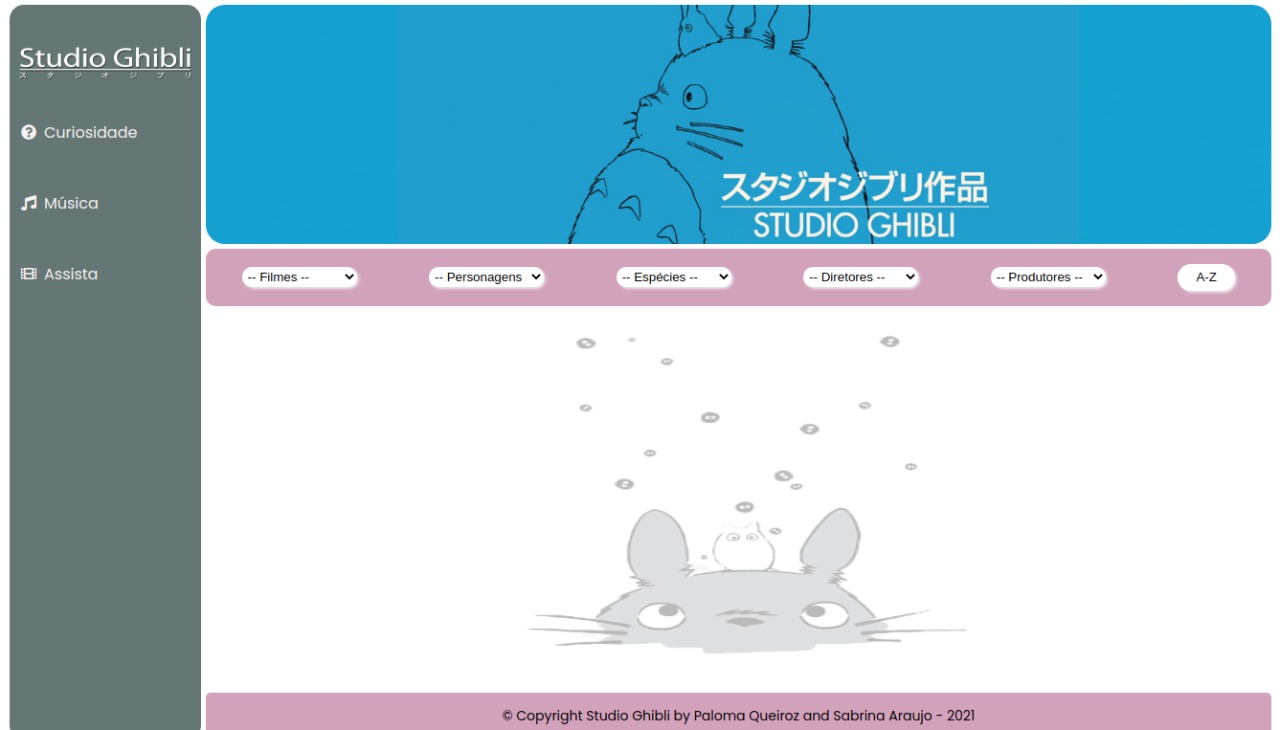 Studio Ghibli
スタジオジブリ
Curiosidade
Música
Assista
スタジオジブリ作品
STUDIO GHIBLI
-- Filmes --
-- Personagens
-- Espécies --
-- Diretores --
-- Produtores --
A-Z
© Copyright Studio Ghibli by Paloma Queiroz and Sabrina Araujo - 2021